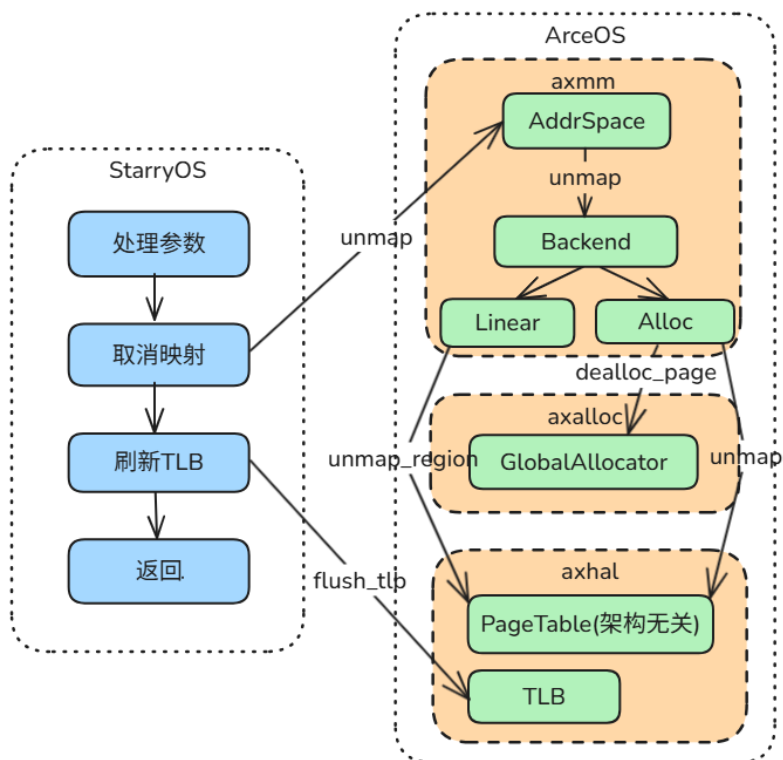 ArceOS
axmm
AddrSpace
unmap
Backend
Linear
Alloc
StarryOS
处理参数
取消映射
刷新TLB
返回
unmap
flush_tlb
dealloc_page
axalloc
GlobalAllocator
unmap_region
unmap
axhal
PageTable(架构无关)
TLB